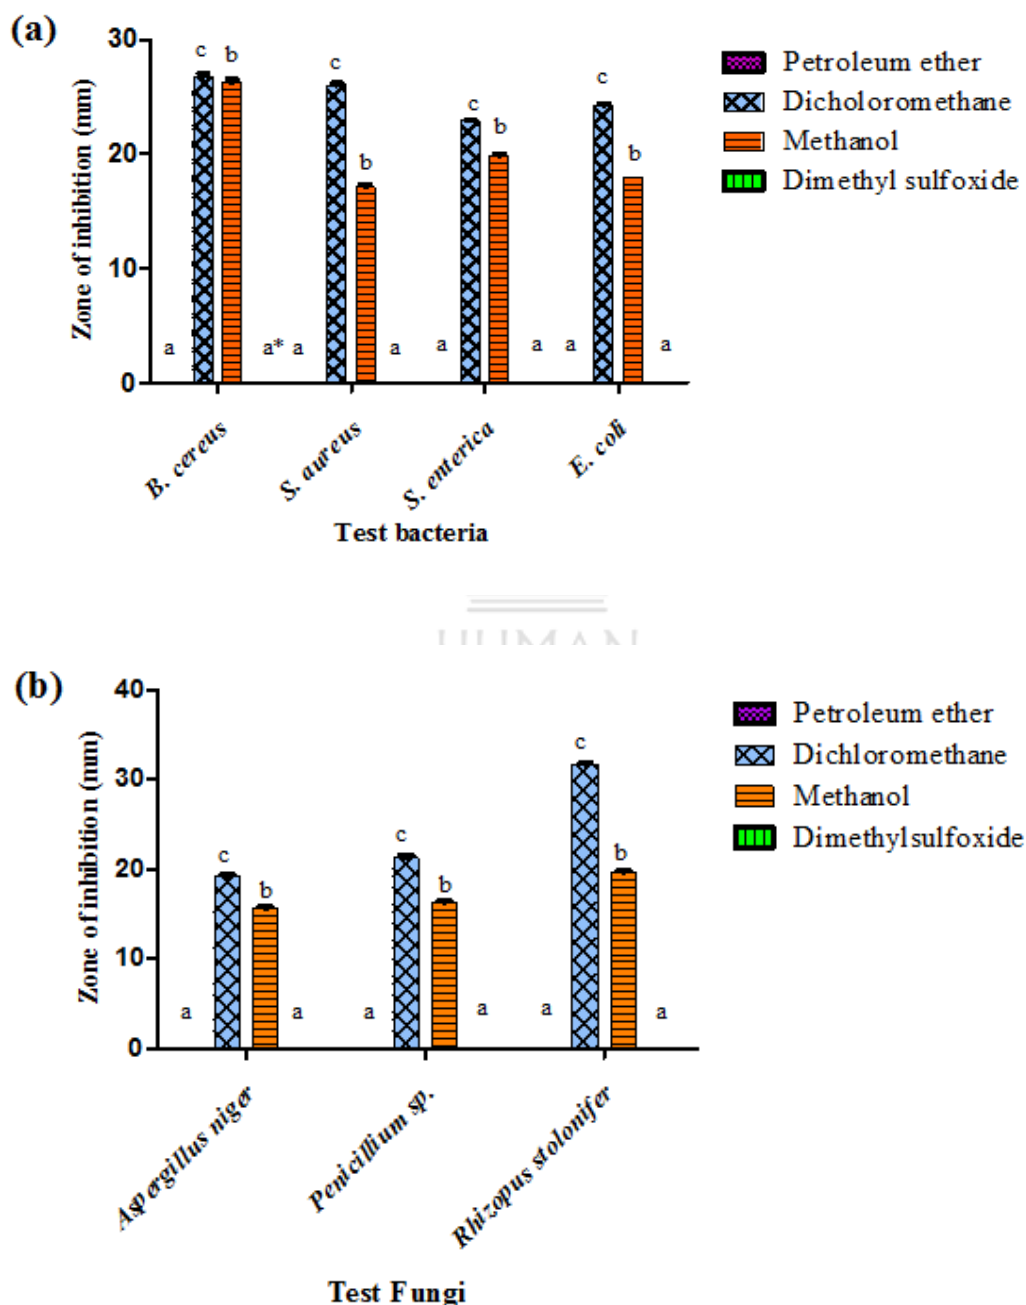 (a)
30
20
10
0
Zone of inhibition (mm)
c b c c b c b
b
a a* a a a a a a
B. cereus
S. aureus
S. enterica
E. coli
Test bacteria
Petroleum ether
Dicholoromethane
Methanol
Dimethyl sulfoxide
HUMAN
(b)
40
30
20
10
0
Zone of inhibition (mm)
c b c b c b
a a a a a a
Aspergillus niger
Penicillium sp.
Rhizopus stolonifer
Test Fungi
Petroleum ether
Dichloromethane
Methanol
Dimethylsulfoxide